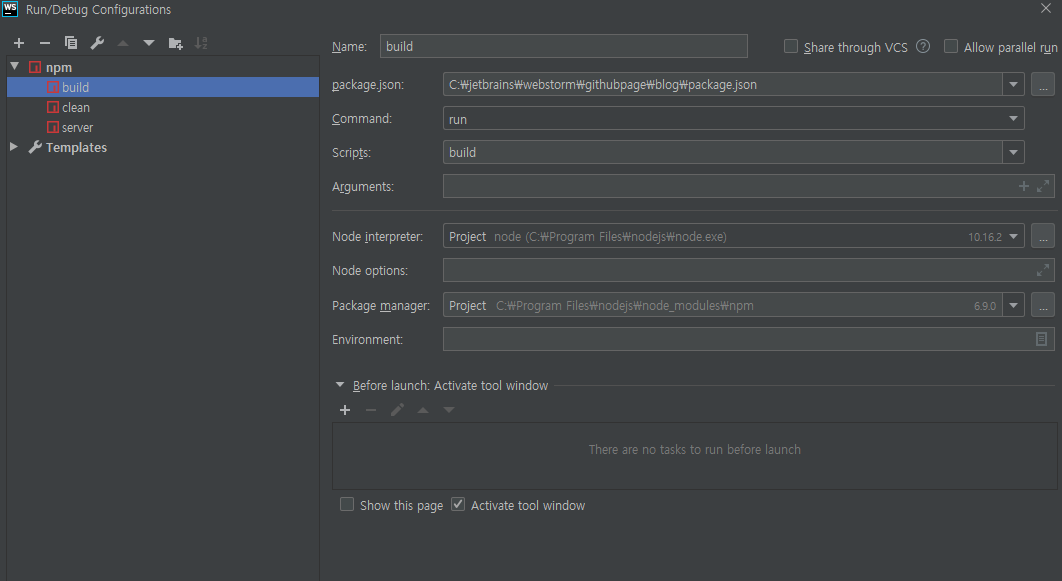 WS Run/Debug Configurations
npm
build
clean
server
Templates
Name: build
Share through VCS ?
Allow parallel run
package.json: C:₩jetbrains₩webstorm₩githubpage₩blog₩package.json ...
Command: run
Scripts: build
Arguments:
Node interpreter: Project node (C:₩Program Files₩nodejs₩node.exe) 10.16.2 ...
Node options:
Package manager: Project C:₩Program Files₩nodejs₩node_modules₩npm 6.9.0 ...
Environment:
Before launch: Activate tool window
There are no tasks to run before launch
Show this page
Activate tool window